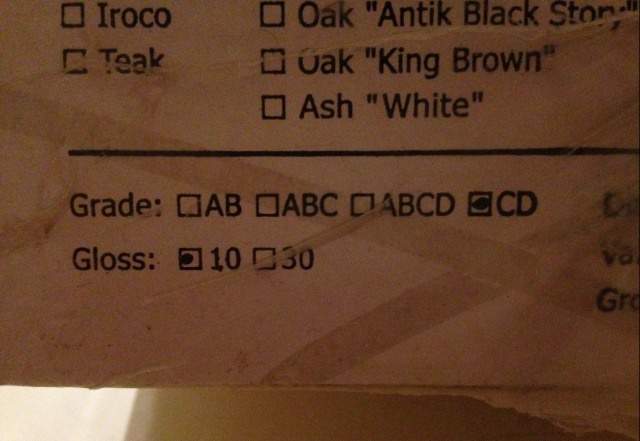 ☐ Iroco ☐ Oak "Antik Black Story"
☐ Teak ☐ Oak "King Brown"
☐ Ash "White"
Grade: ☐AB ☐ABC ☐ABCD ☑CD
Gloss: ☑10 ☐30